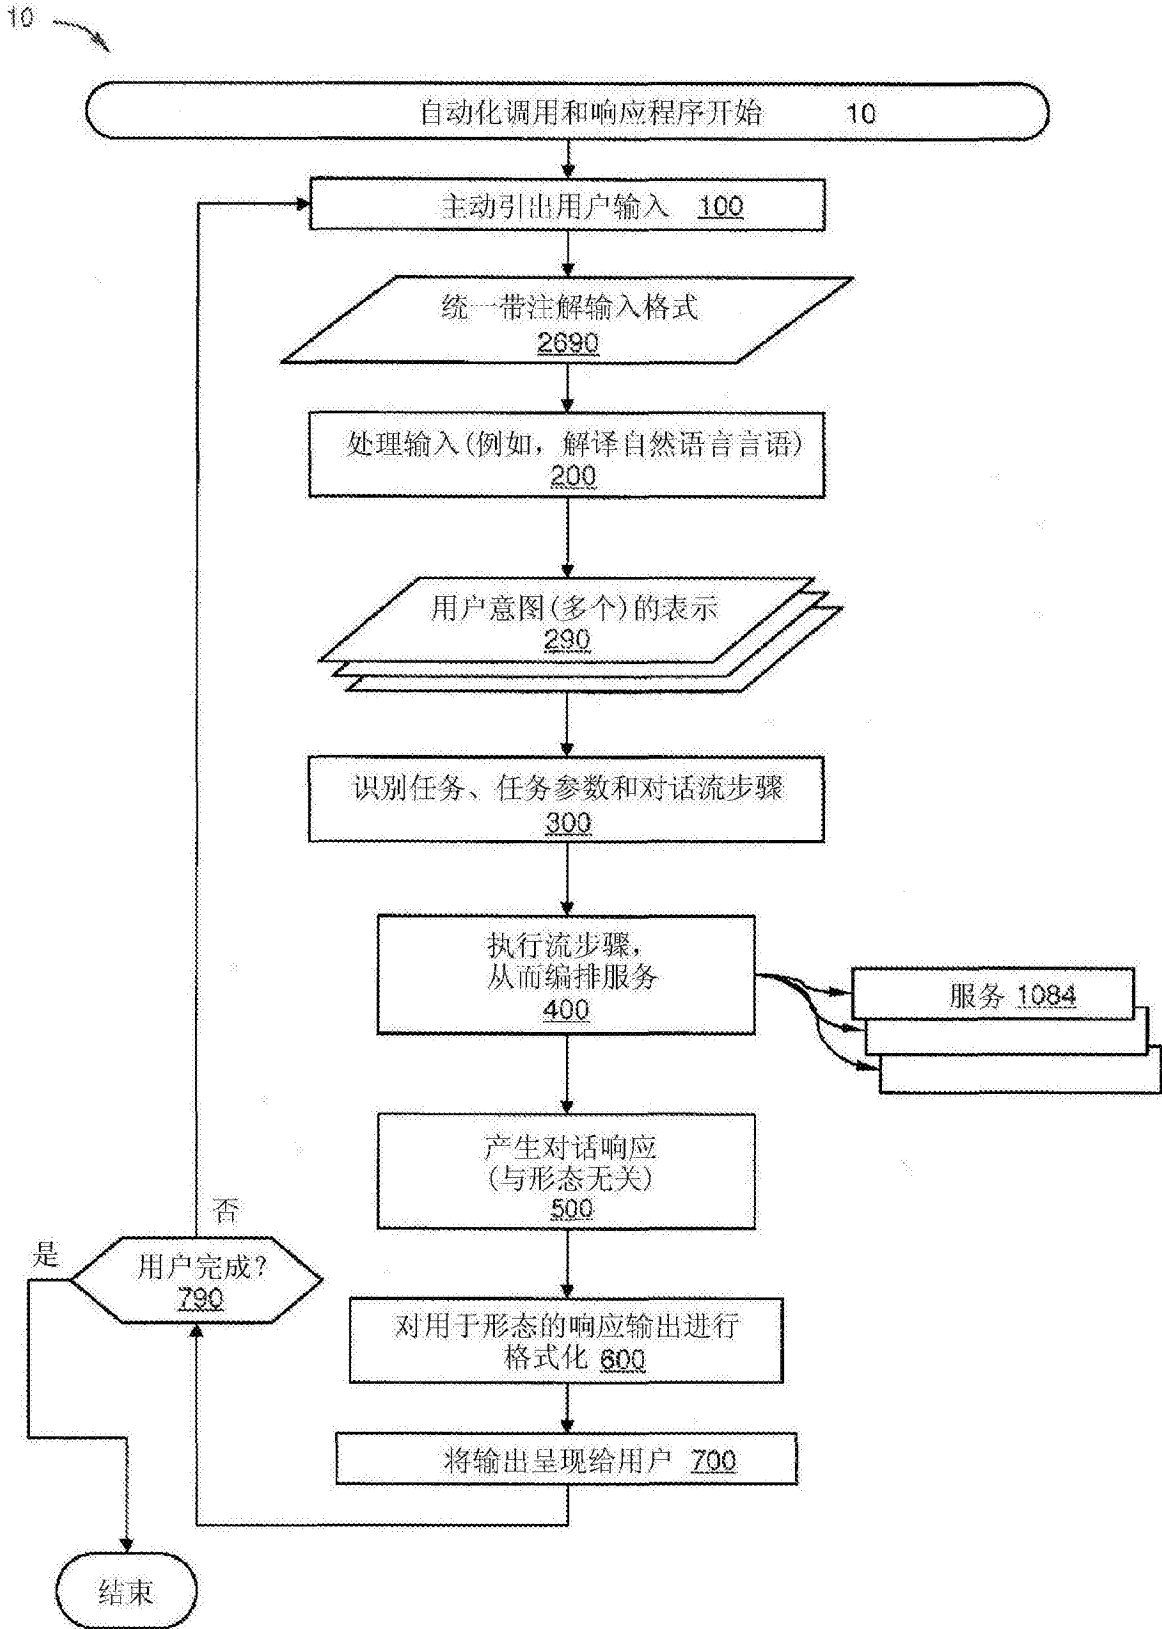 10
自动化调用和响应程序开始 10
主动引出用户输入 100
统一带注解输入格式
2690
处理输入(例如，解译自然语言言语)
200
用户意图(多个)的表示
290
识别任务、任务参数和对话流步骤
300
执行流步骤，
从而编排服务
400
服务 1084
产生对话响应
(与形态无关)
500
否
是
用户完成?
790
对用于形态的响应输出进行
格式化 600
将输出呈现给用户 700
结束